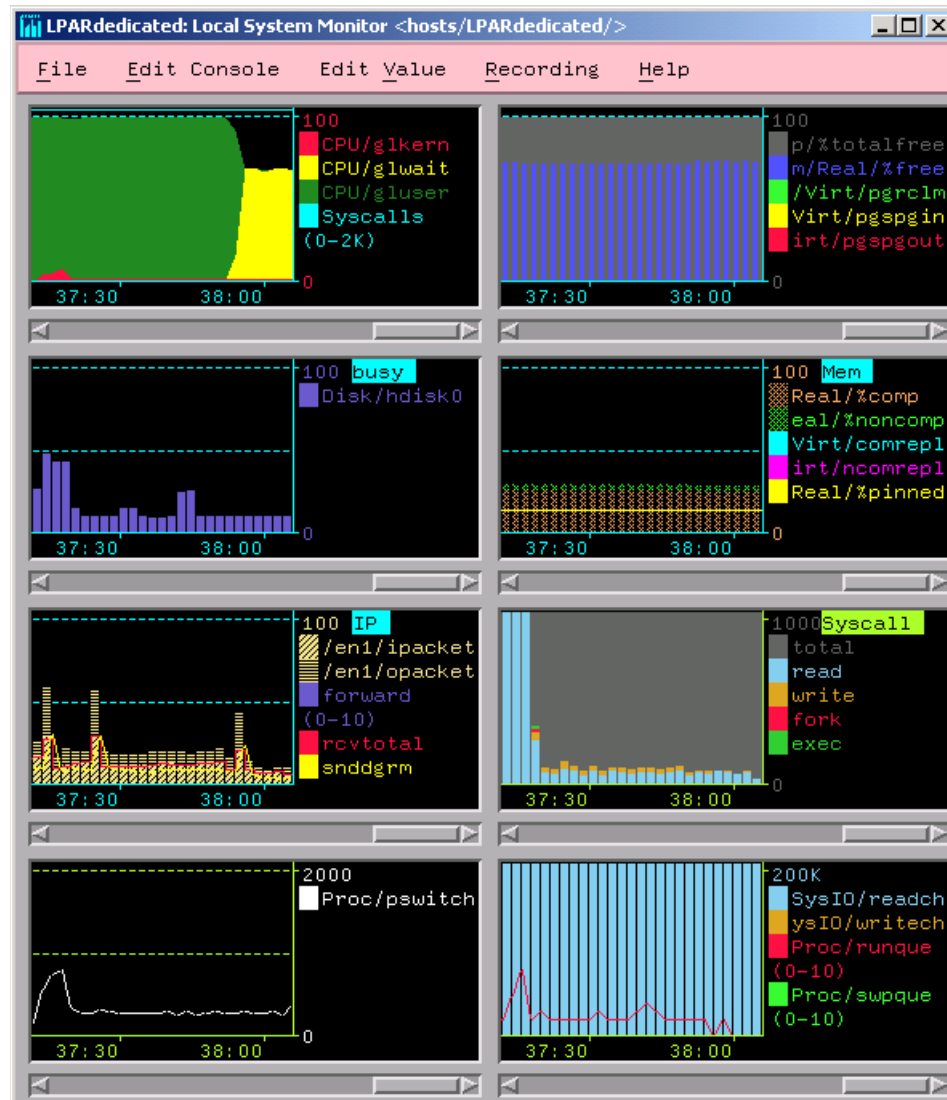 LPARdedicated: Local System Monitor <hosts/LPARdedicated/>
File Edit Console Edit Value Recording Help
100
CPU/glkern
CPU/glwait
CPU/gluser
Syscalls
(0-2K)
0
37:30 38:00
100
p/%totalfree
m/Real/%free
/Virt/pgrclm
Virt/pgspgin
irt/pgspgout
0
37:30 38:00
100 busy
Disk/hdisk0
0
37:30 38:00
100 Mem
Real/%comp
eal/%noncomp
Virt/comrepl
irt/ncomrepl
Real/%pinned
0
37:30 38:00
100 IP
/en1/ipacket
/en1/opacket
forward
(0-10)
rcvtotal
snddgrm
37:30 38:00
1000 Syscall
total
read
write
fork
exec
0
37:30 38:00
2000
Proc/pswitch
0
37:30 38:00
200K
SysIO/readch
ysIO/writech
Proc/runque
(0-10)
Proc/swpque
(0-10)
37:30 38:00